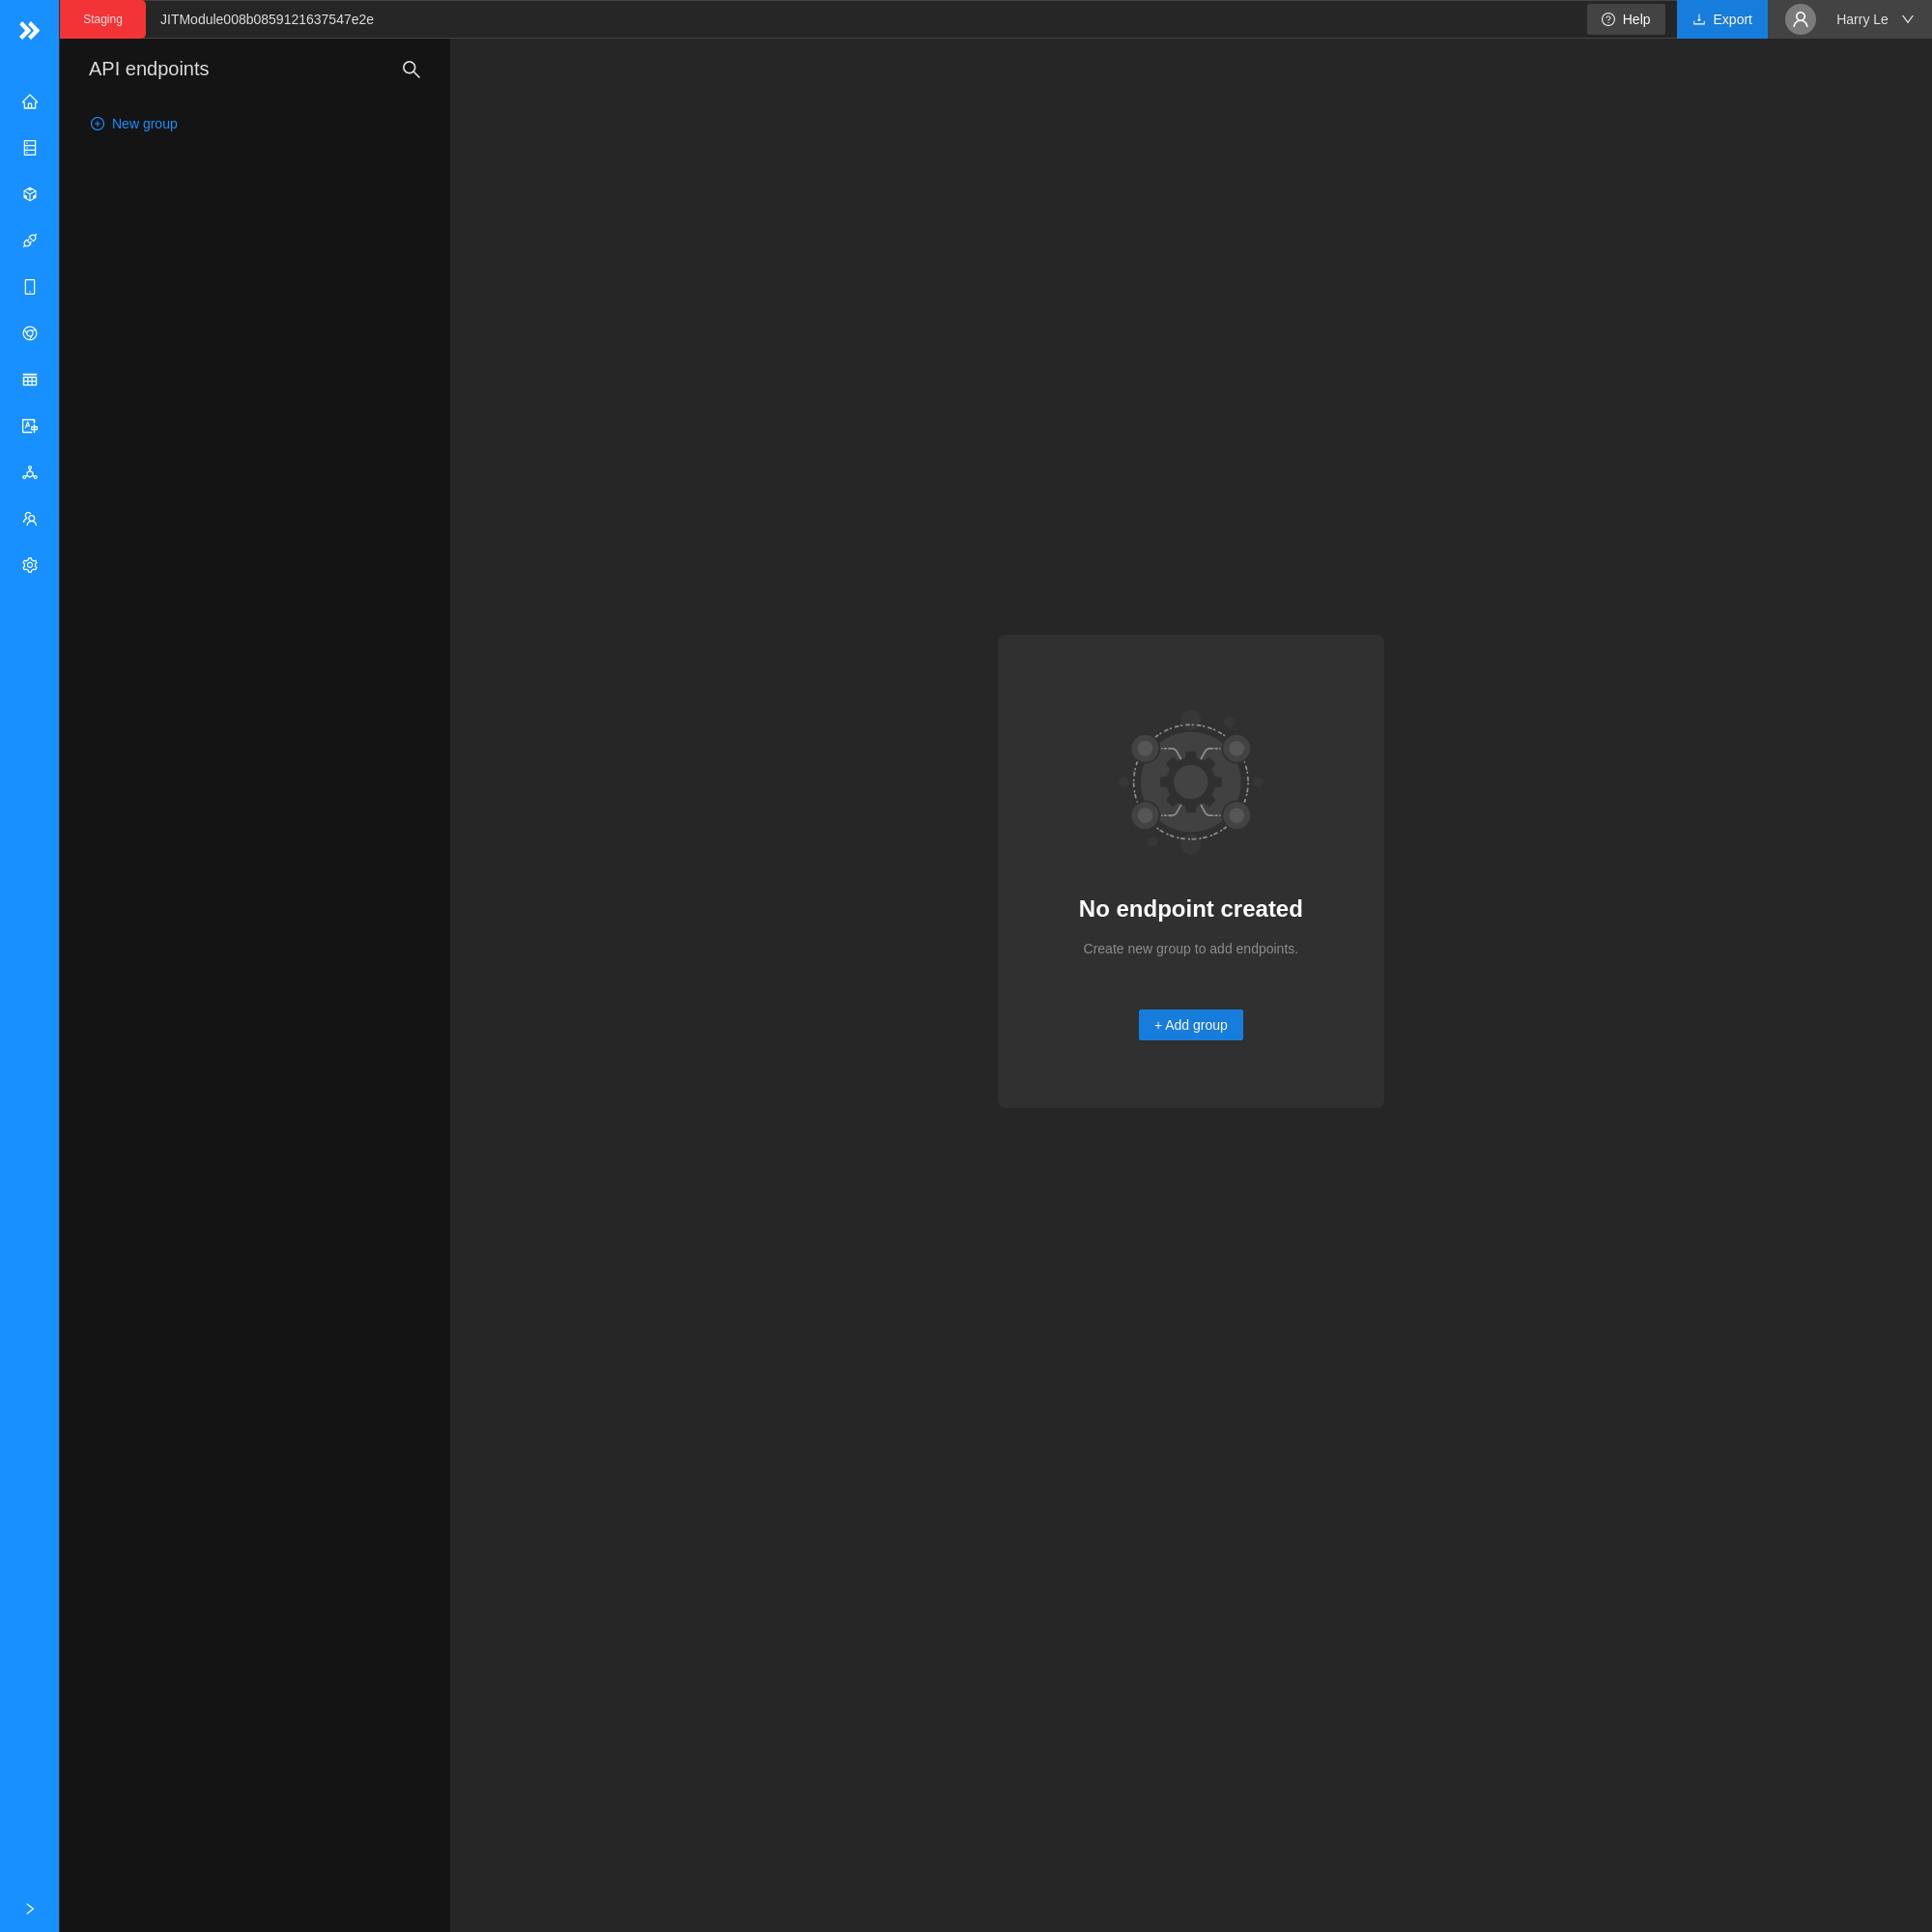 Staging
JITModule008b0859121637547e2e
Help
Export
Harry Le
API endpoints
New group
No endpoint created
Create new group to add endpoints.
+ Add group